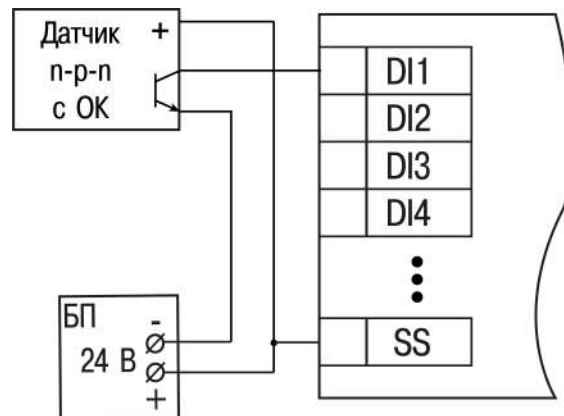 Датчик +
n-p-n
с ОК
DI1
DI2
DI3
DI4
SS
БП -
24 В
+